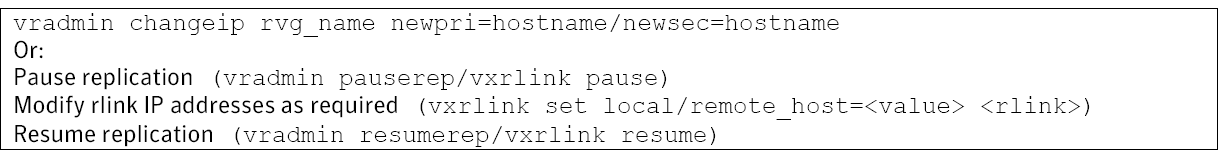 vradmin changeip rvg_name newpri=hostname/newsec=hostname
Or:
Pause replication (vradmin pauserep/vxrlink pause)
Modify rlink IP addresses as required (vxrlink set local/remote_host=<value> <rlink>)
Resume replication (vradmin resumerep/vxrlink resume)